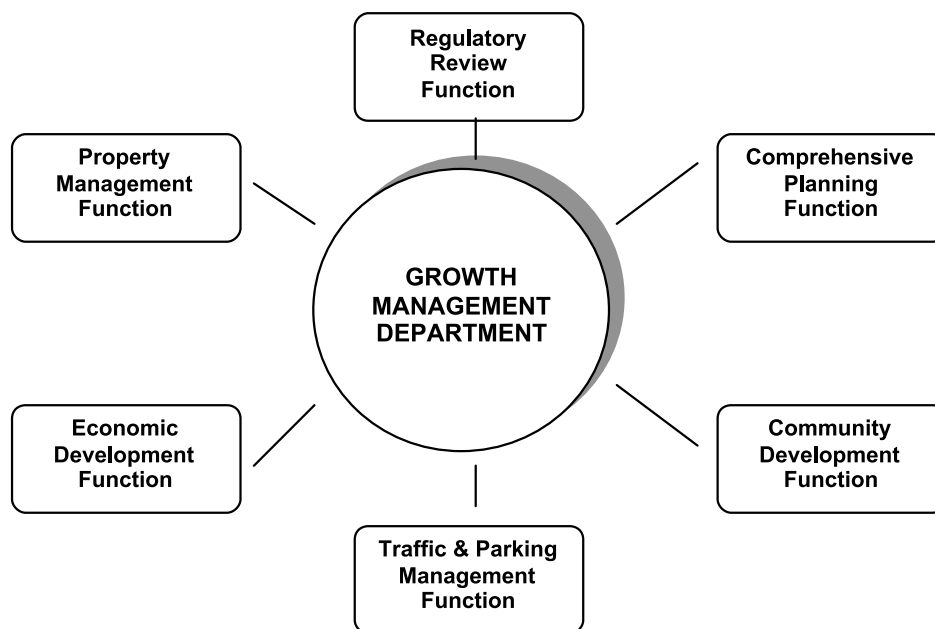 Regulatory
Review
Function
Property
Management
Function
Comprehensive
Planning
Function
GROWTH
MANAGEMENT
DEPARTMENT
Economic
Development
Function
Community
Development
Function
Traffic & Parking
Management
Function